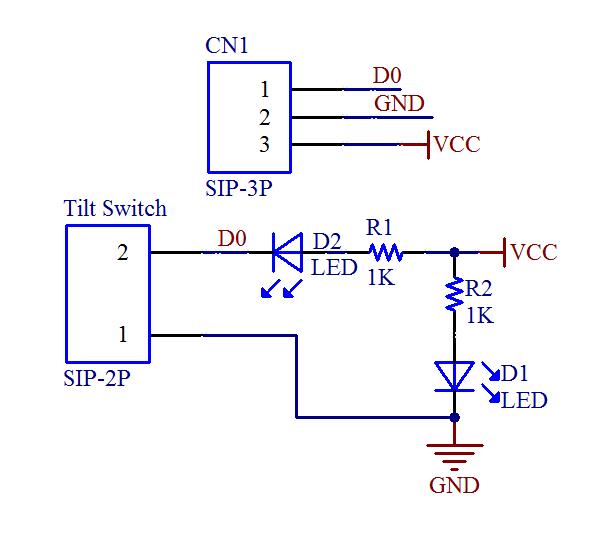 CN1
1
D0
2
GND
3
VCC
SIP-3P
Tilt Switch
2
D0
D2
LED
R1
1K
VCC
R2
1K
1
SIP-2P
D1
LED
GND